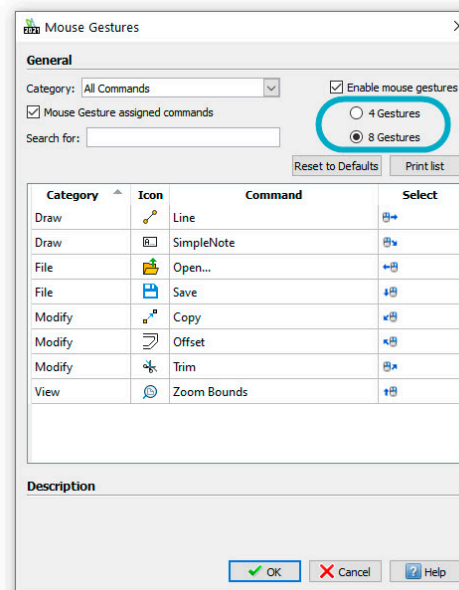 2021 Mouse Gestures
General
Category: All Commands
Enable mouse gestures
Mouse Gesture assigned commands
4 Gestures
Search for:
8 Gestures
Reset to Defaults Print list
Category Icon Command Select
Draw Line
Draw A... SimpleNote
File Open...
File Save
Modify Copy
Modify Offset
Modify Trim
View Zoom Bounds
Description
OK Cancel ? Help